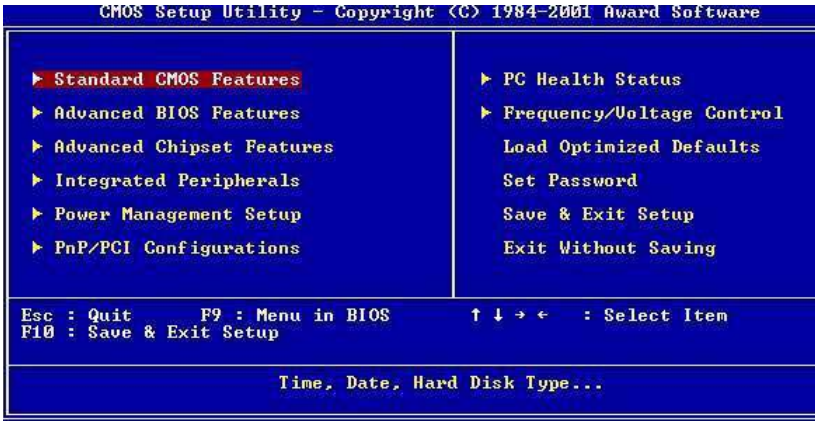 CMOS Setup Utility – Copyright (C) 1984–2001 Award Software
▶ Standard CMOS Features
▶ Advanced BIOS Features
▶ Advanced Chipset Features
▶ Integrated Peripherals
▶ Power Management Setup
▶ PnP/PCI Configurations
▶ PC Health Status
▶ Frequency/Voltage Control
Load Optimized Defaults
Set Password
Save & Exit Setup
Exit Without Saving
Esc : Quit F9 : Menu in BIOS ↑ ↓ → ← : Select Item
F10 : Save & Exit Setup
Time, Date, Hard Disk Type...